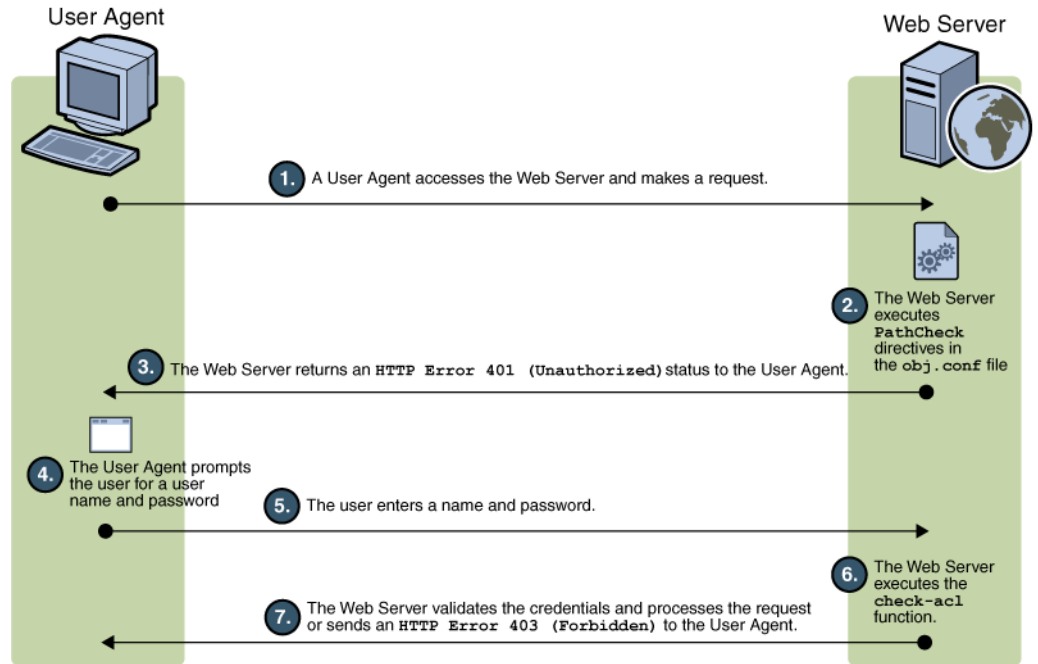 User Agent
Web Server
1. A User Agent accesses the Web Server and makes a request.
2. The Web Server
executes
PathCheck
directives in
the obj.conf file
3. The Web Server returns an HTTP Error 401 (Unauthorized) status to the User Agent.
4. The User Agent prompts
the user for a user
name and password
5. The user enters a name and password.
6. The Web Server
executes the
check-acl
function.
7. The Web Server validates the credentials and processes the request
or sends an HTTP Error 403 (Forbidden) to the User Agent.